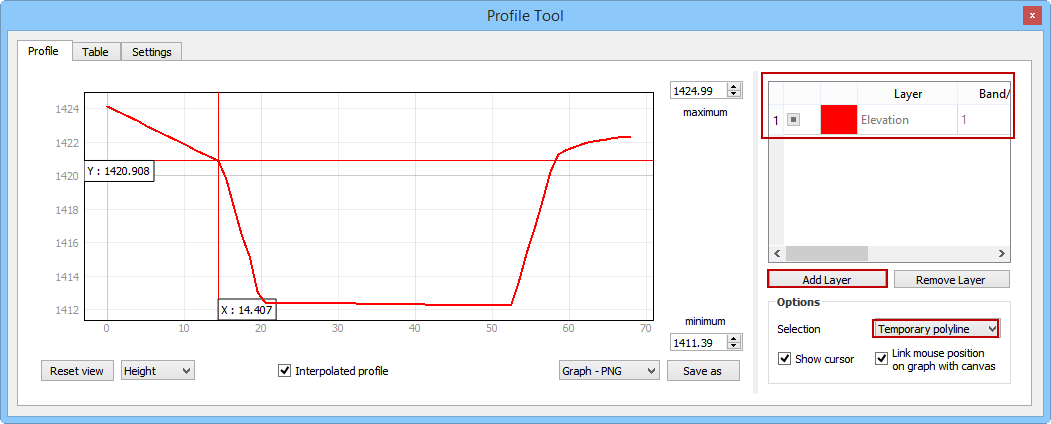 Profile Tool
x
Profile Table Settings
1424
1422
1420
1418
1416
1414
1412
Y : 1420.908
X : 14.407
0 10 20 30 40 50 60 70
1424.99
maximum
minimum
1411.39
Reset view Height Interpolated profile Graph - PNG Save as
Layer Band/
1 Elevation 1
Add Layer Remove Layer
Options
Selection Temporary polyline
Show cursor Link mouse position
on graph with canvas